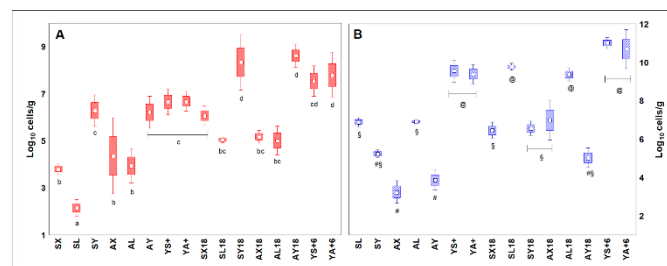 A
B
Log10 cells/g
9
7
5
3
1
b
a
c
b
b
c
bc
d
bc
bc
d
cd
d
SX SL SY AX AL AY YS+ YA+ SX18 SL18 SY18 AX18 AL18 AY18 YS+6 YA+6
12
10
8
6
4
2
Log10 cells/g
§
#§
#
§
#
@
§
@
§
@
#§
@
SL SY AX AL AY YS+ YA+ SX18 SL18 SY18 AX18 AL18 AY18 YS+6 YA+6